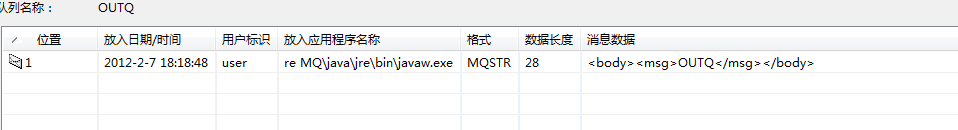 队列名称: OUTQ
位置 放入日期/时间 用户标识 放入应用程序名称 格式 数据长度 消息数据
1 2012-2-7 18:18:48 user re MQ\java\jre\bin\javaw.exe MQSTR 28 <body><msg>OUTQ</msg></body>